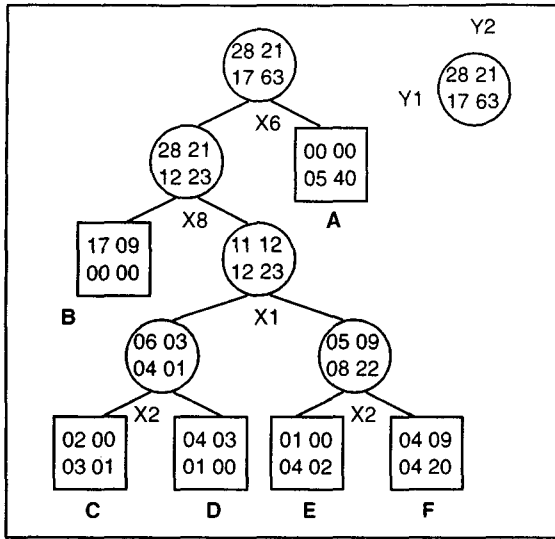 Y2
28 21
17 63
Y1
28 21
17 63
X6
28 21
12 23
00 00
05 40
A
X8
17 09
00 00
B
11 12
12 23
X1
06 03
04 01
05 09
08 22
X2
X2
02 00
03 01
04 03
01 00
01 00
04 02
04 09
04 20
C
D
E
F